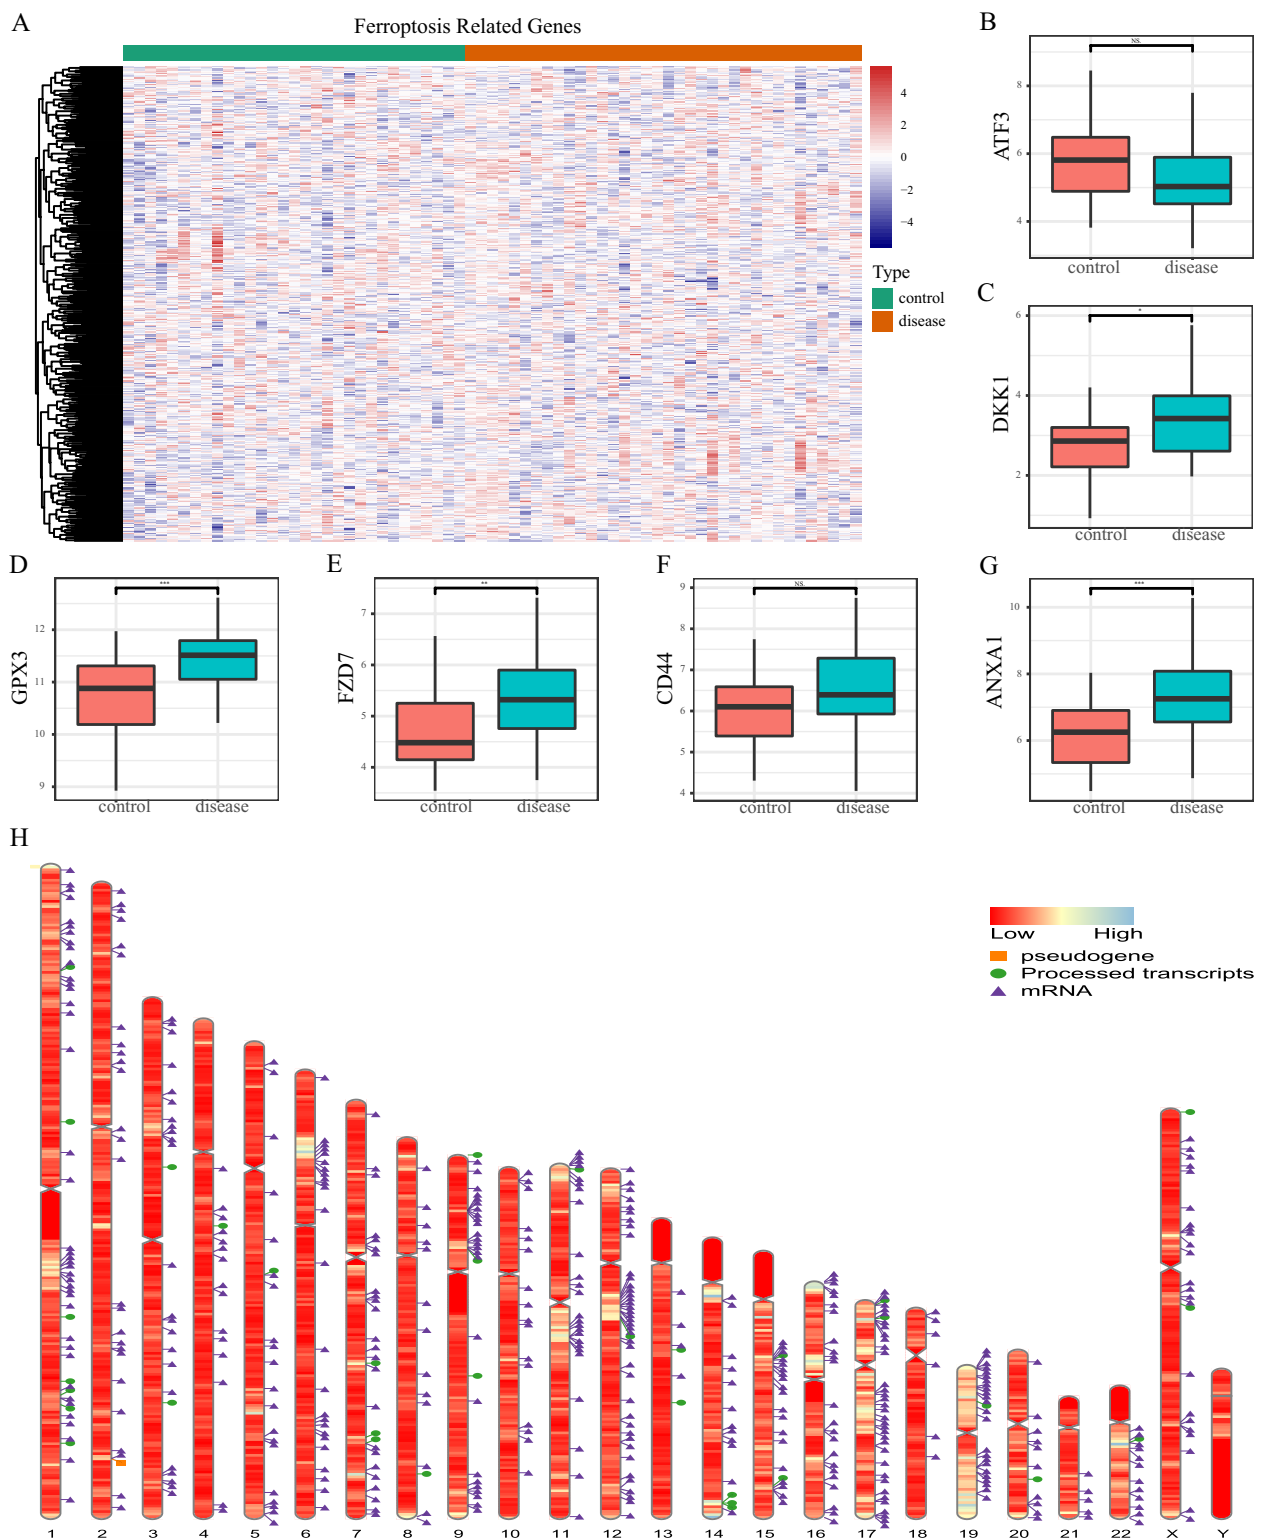 A
Ferroptosis Related Genes
4
2
0
−2
−4
Type
control
disease
B
NS.
ATF3
8
6
4
control
disease
C
*
DKK1
6
4
2
control
disease
D
***
GPX3
12
11
10
9
control
disease
E
**
FZD7
7
6
5
4
control
disease
F
NS.
CD44
9
8
7
6
5
4
control
disease
G
***
ANXA1
10
8
6
control
disease
H
Low High
pseudogene
Processed transcripts
mRNA
1 2 3 4 5 6 7 8 9 10 11 12 13 14 15 16 17 18 19 20 21 22 X Y